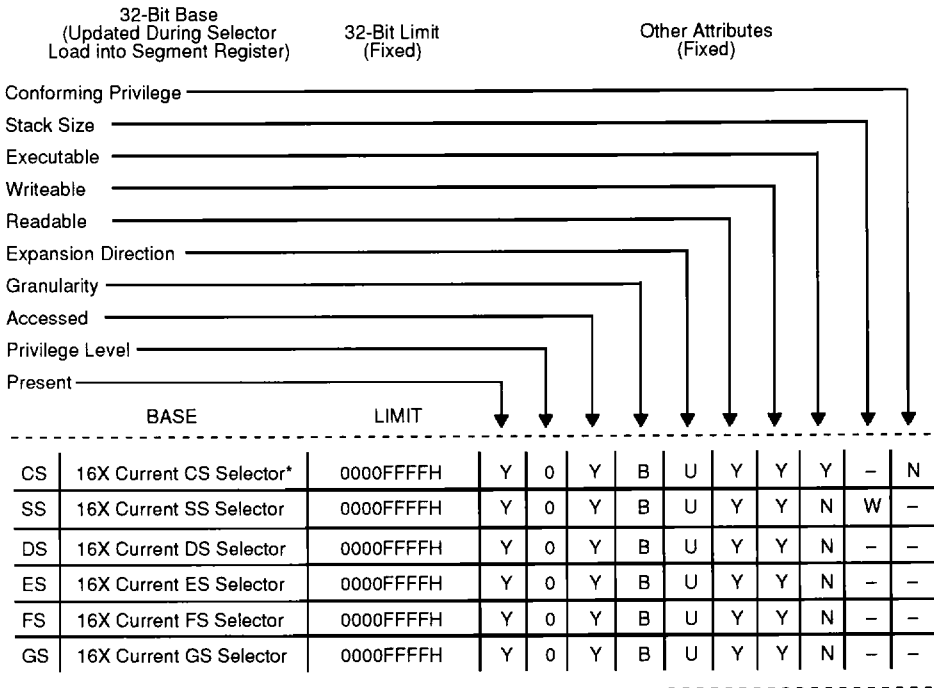 32-Bit Base
(Updated During Selector
Load into Segment Register)
32-Bit Limit
(Fixed)
Other Attributes
(Fixed)
Conforming Privilege
Stack Size
Executable
Writeable
Readable
Expansion Direction
Granularity
Accessed
Privilege Level
Present
BASE LIMIT
CS 16X Current CS Selector* 0000FFFFH Y 0 Y B U Y Y Y – N
SS 16X Current SS Selector 0000FFFFH Y 0 Y B U Y Y N W –
DS 16X Current DS Selector 0000FFFFH Y 0 Y B U Y Y N – –
ES 16X Current ES Selector 0000FFFFH Y 0 Y B U Y Y N – –
FS 16X Current FS Selector 0000FFFFH Y 0 Y B U Y Y N – –
GS 16X Current GS Selector 0000FFFFH Y 0 Y B U Y Y N – –